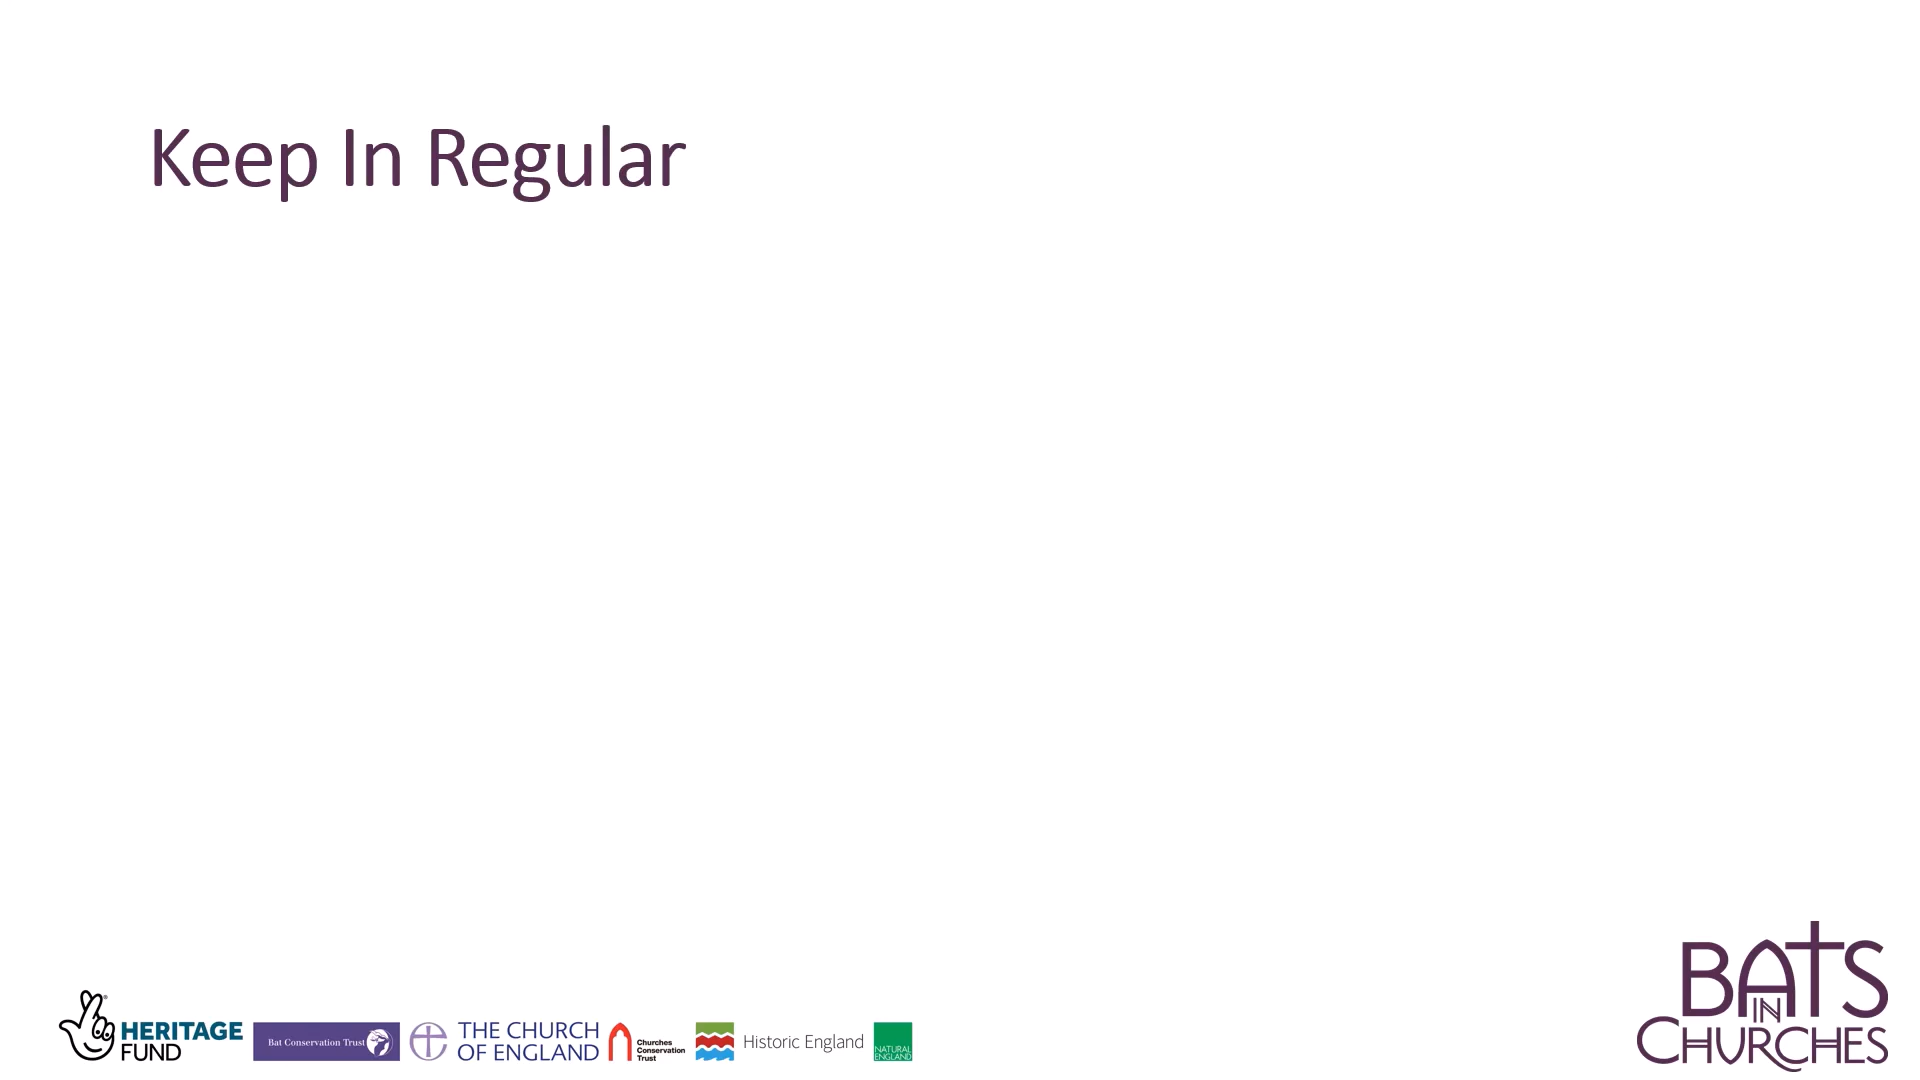 Keep In Regular
HERITAGE
FUND
Bat Conservation Trust
THE CHURCH
OF ENGLAND
Churches
Conservation
Trust
Historic England
NATURAL
ENGLAND
BATS
IN
CHURCHES